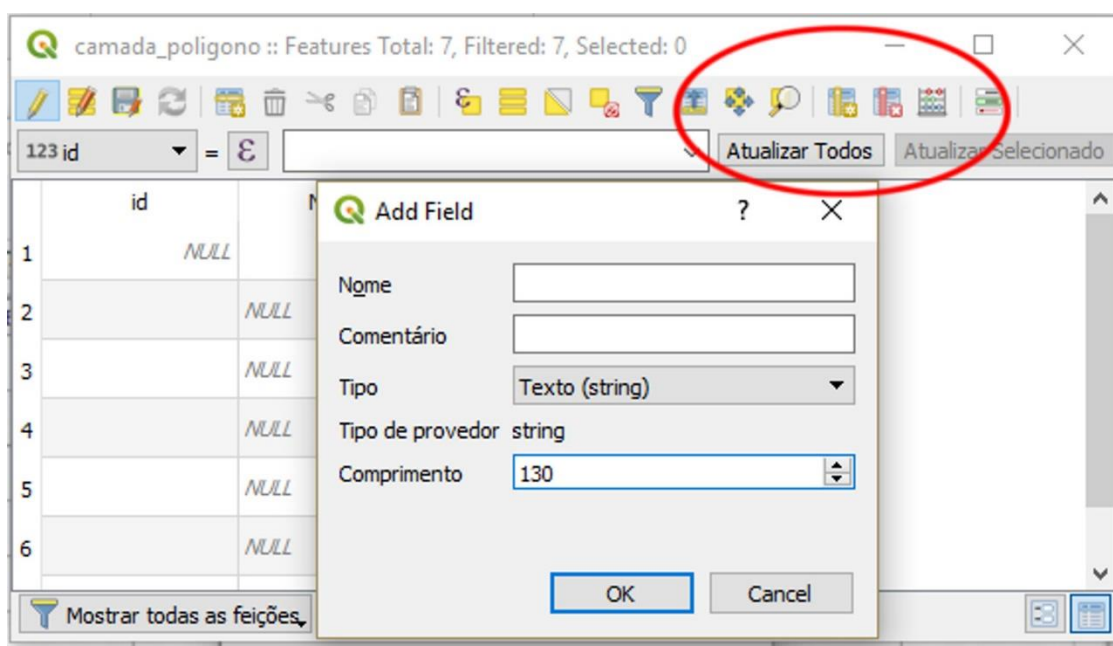 camada_poligono :: Features Total: 7, Filtered: 7, Selected: 0
123 id = ε Atualizar Todos Atualizar Selecionado
id
1 NULL
2 NULL
3 NULL
4 NULL
5 NULL
6 NULL
Add Field ?
Nome
Comentário
Tipo Texto (string)
Tipo de provedor string
Comprimento 130
OK Cancel
Mostrar todas as feições